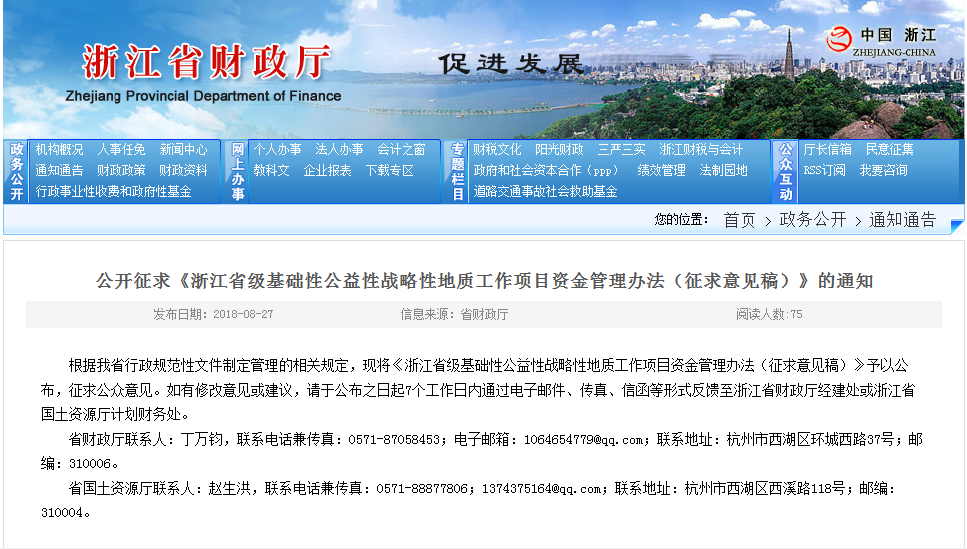 浙江省财政厅
Zhejiang Provincial Department of Finance
促进发展
中国 浙江
ZHEJIANG-CHINA
政务公开
机构概况 人事任免 新闻中心
通知通告 财政政策 财政资料
行政事业性收费和政府性基金
网上办事
个人办事 法人办事 会计之窗
教科文 企业报表 下载专区
专题栏目
财税文化 阳光财政 三严三实 浙江财税与会计
政府和社会资本合作（ppp） 绩效管理 法制园地
道路交通事故社会救助基金
公众互动
厅长信箱 民意征集
RSS订阅 我要咨询
您的位置： 首页 > 政务公开 > 通知通告
公开征求《浙江省级基础性公益性战略性地质工作项目资金管理办法（征求意见稿）》的通知
发布日期：2018-08-27 信息来源：省财政厅 阅读人数:75
根据我省行政规范性文件制定管理的相关规定，现将《浙江省级基础性公益性战略性地质工作项目资金管理办法（征求意见稿）》予以公
布，征求公众意见。如有修改意见或建议，请于公布之日起7个工作日内通过电子邮件、传真、信函等形式反馈至浙江省财政厅经建处或浙江省
国土资源厅计划财务处。
省财政厅联系人：丁万钧，联系电话兼传真：0571-87058453；电子邮箱：1064654779@qq.com；联系地址：杭州市西湖区环城西路37号；邮
编：310006。
省国土资源厅联系人：赵生洪，联系电话兼传真：0571-88877806；1374375164@qq.com；联系地址：杭州市西湖区西溪路118号；邮编：
310004。